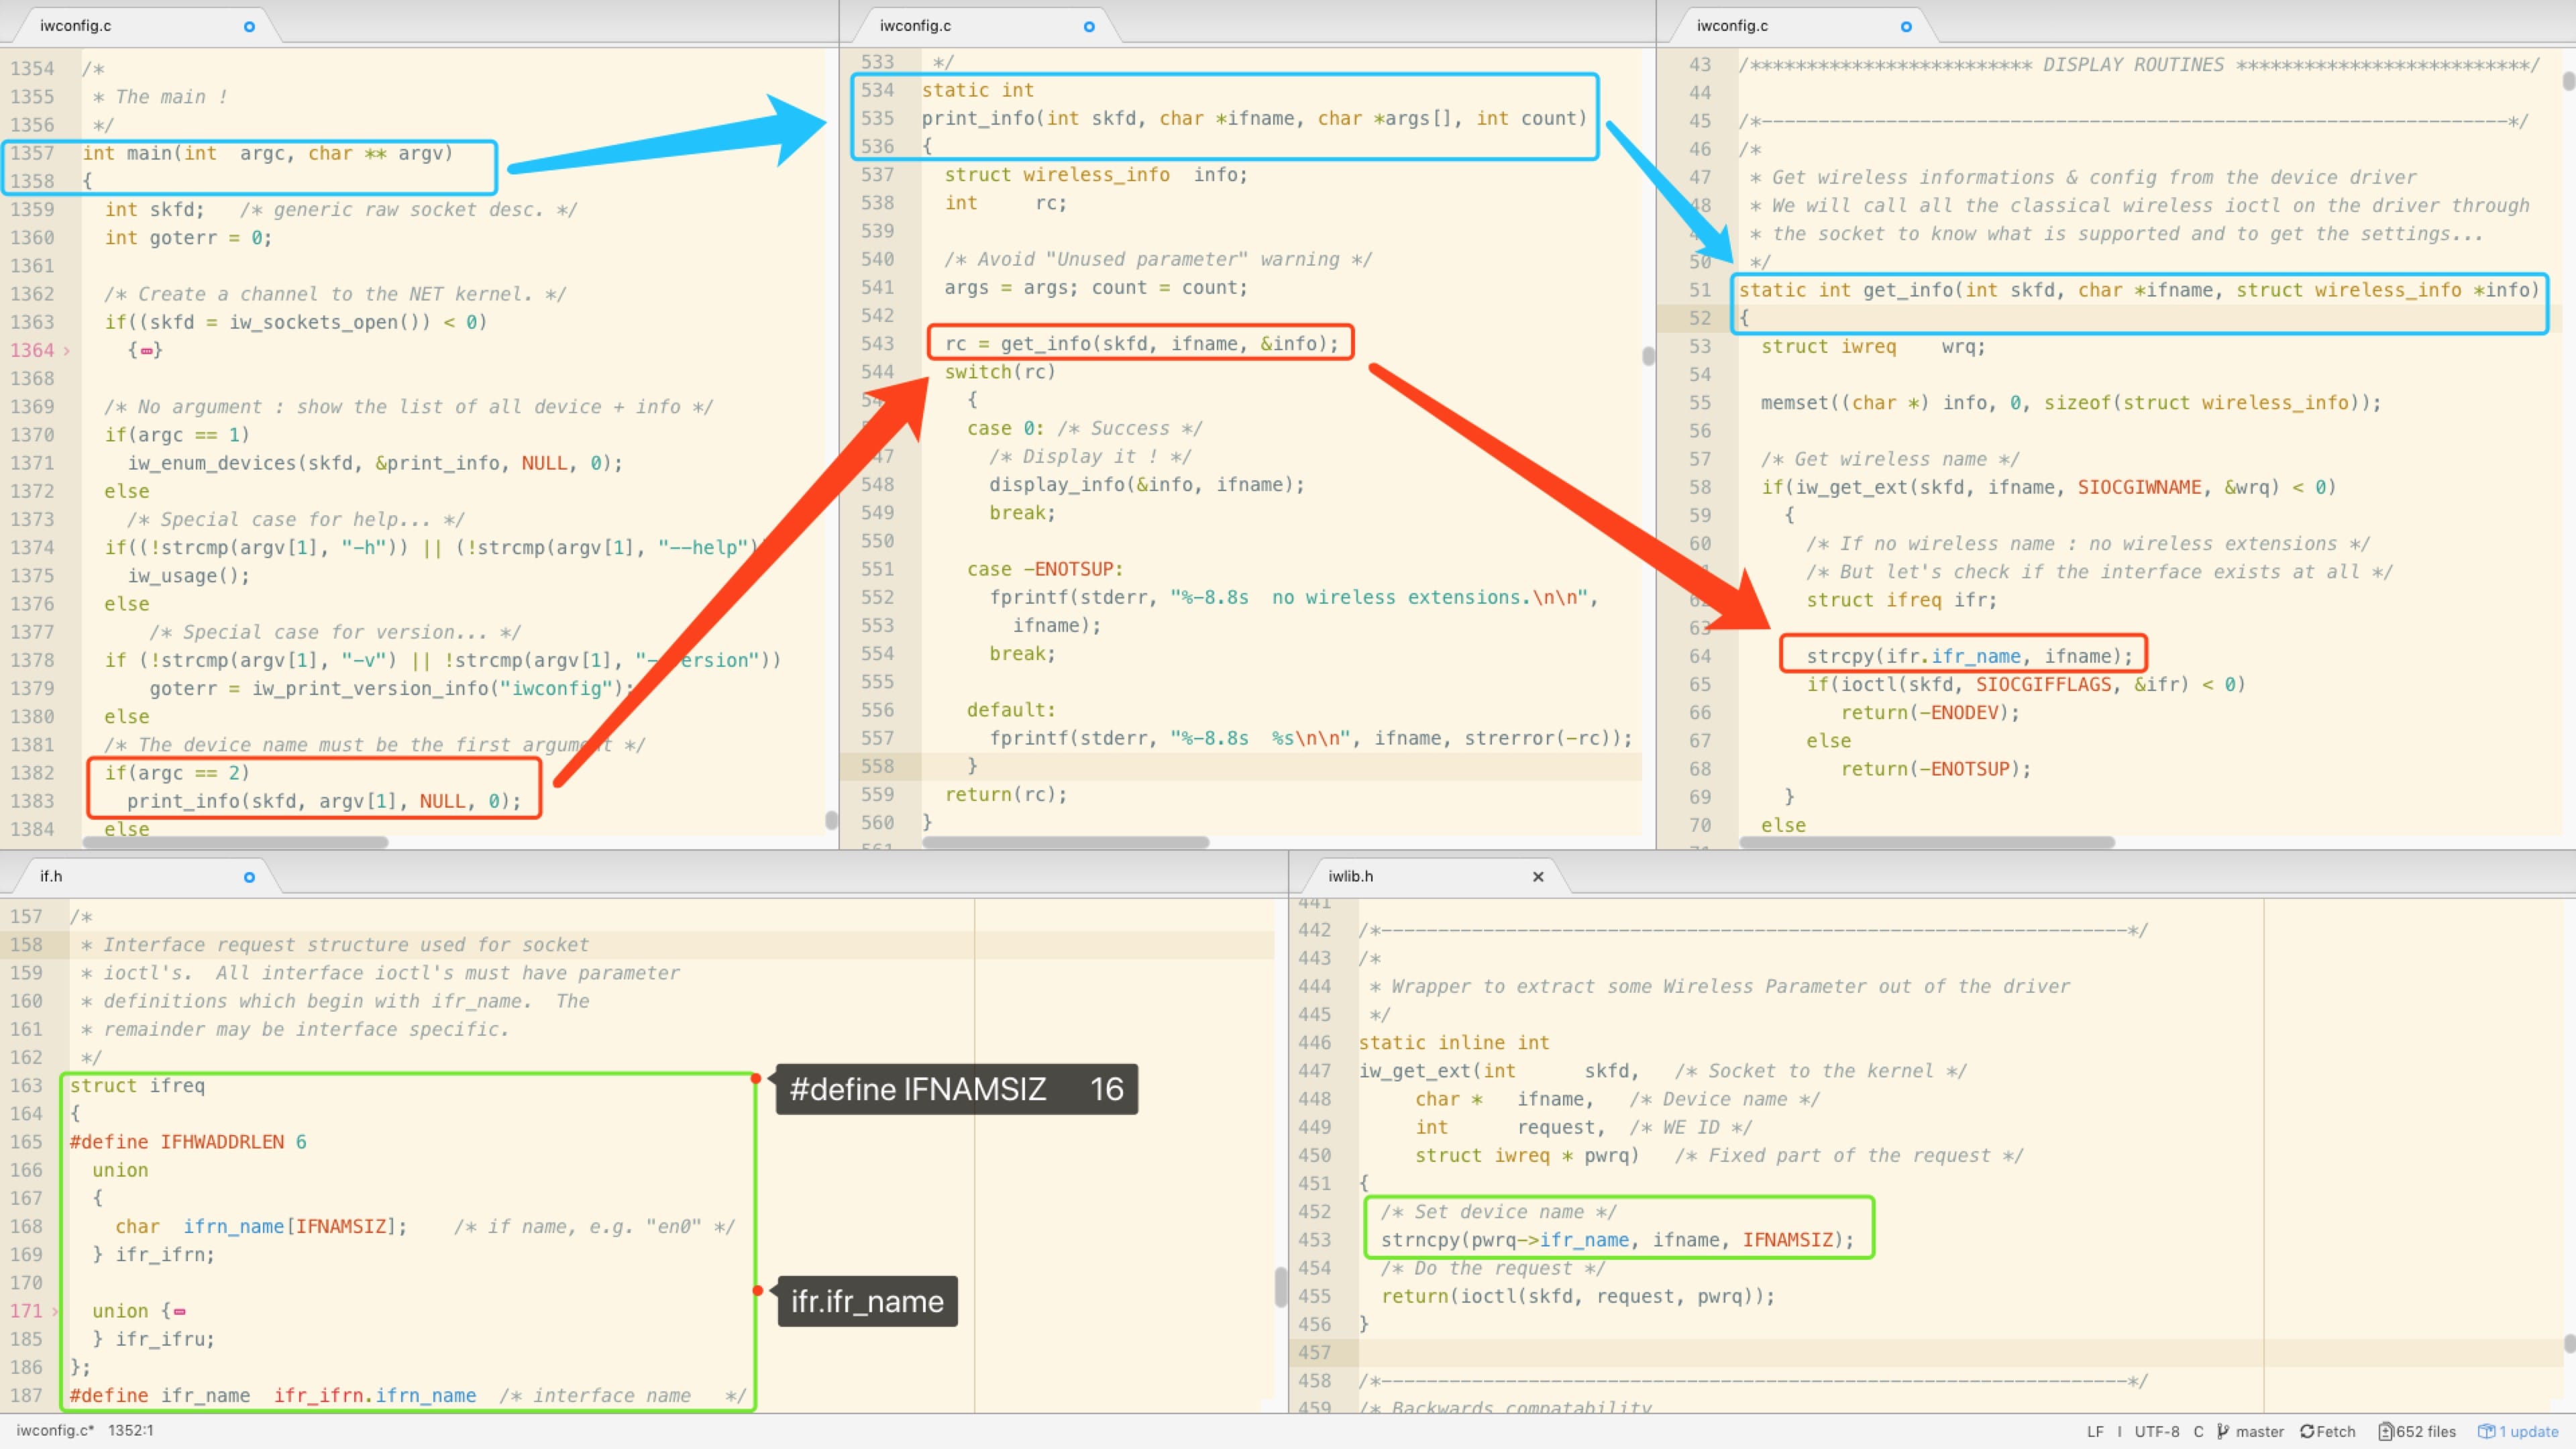 iwconfig.c
1354 /*
1355 * The main !
1356 */
1357 int main(int argc, char ** argv)
1358 {
1359 int skfd; /* generic raw socket desc. */
1360 int goterr = 0;
1361
1362 /* Create a channel to the NET kernel. */
1363 if((skfd = iw_sockets_open()) < 0)
1364 {}
1368
1369 /* No argument : show the list of all device + info */
1370 if(argc == 1)
1371 iw_enum_devices(skfd, &print_info, NULL, 0);
1372 else
1373 /* Special case for help... */
1374 if((!strcmp(argv[1], "-h")) || (!strcmp(argv[1], "--help")
1375 iw_usage();
1376 else
1377 /* Special case for version... */
1378 if (!strcmp(argv[1], "-v") || !strcmp(argv[1], "ersion"))
1379 goterr = iw_print_version_info("iwconfig");
1380 else
1381 /* The device name must be the first argument */
1382 if(argc == 2)
1383 print_info(skfd, argv[1], NULL, 0);
1384 else
iwconfig.c
533 */
534 static int
535 print_info(int skfd, char *ifname, char *args[], int count)
536 {
537 struct wireless_info info;
538 int rc;
539
540 /* Avoid "Unused parameter" warning */
541 args = args; count = count;
542
543 rc = get_info(skfd, ifname, &info);
544 switch(rc)
{
case 0: /* Success */
47 /* Display it ! */
548 display_info(&info, ifname);
549 break;
550
551 case -ENOTSUP:
552 fprintf(stderr, "%-8.8s no wireless extensions.\n\n",
553 ifname);
554 break;
555
556 default:
557 fprintf(stderr, "%-8.8s %s\n\n", ifname, strerror(-rc));
558 }
559 return(rc);
560 }
561
iwconfig.c
43 /************************* DISPLAY ROUTINES **************************/
44
45 /*------------------------------------------------------------------*/
46 /*
47 * Get wireless informations & config from the device driver
48 * We will call all the classical wireless ioctl on the driver through
* the socket to know what is supported and to get the settings...
50 */
51 static int get_info(int skfd, char *ifname, struct wireless_info *info)
52 {
53 struct iwreq wrq;
54
55 memset((char *) info, 0, sizeof(struct wireless_info));
56
57 /* Get wireless name */
58 if(iw_get_ext(skfd, ifname, SIOCGIWNAME, &wrq) < 0)
59 {
60 /* If no wireless name : no wireless extensions */
/* But let's check if the interface exists at all */
62 struct ifreq ifr;
63
64 strcpy(ifr.ifr_name, ifname);
65 if(ioctl(skfd, SIOCGIFFLAGS, &ifr) < 0)
66 return(-ENODEV);
67 else
68 return(-ENOTSUP);
69 }
70 else
if.h
157 /*
158 * Interface request structure used for socket
159 * ioctl's. All interface ioctl's must have parameter
160 * definitions which begin with ifr_name. The
161 * remainder may be interface specific.
162 */
163 struct ifreq
164 {
165 #define IFHWADDRLEN 6
166 union
167 {
168 char ifrn_name[IFNAMSIZ]; /* if name, e.g. "en0" */
169 } ifr_ifrn;
170
171 union {
185 } ifr_ifru;
186 };
187 #define ifr_name ifr_ifrn.ifrn_name /* interface name */
#define IFNAMSIZ 16
ifr.ifr_name
iwlib.h
441
442 /*------------------------------------------------------------------*/
443 /*
444 * Wrapper to extract some Wireless Parameter out of the driver
445 */
446 static inline int
447 iw_get_ext(int skfd, /* Socket to the kernel */
448 char * ifname, /* Device name */
449 int request, /* WE ID */
450 struct iwreq * pwrq) /* Fixed part of the request */
451 {
452 /* Set device name */
453 strncpy(pwrq->ifr_name, ifname, IFNAMSIZ);
454 /* Do the request */
455 return(ioctl(skfd, request, pwrq));
456 }
457
458 /*------------------------------------------------------------------*/
459 /* Backwards compatability
iwconfig.c* 1352:1
LF UTF-8 C master Fetch 652 files 1 update